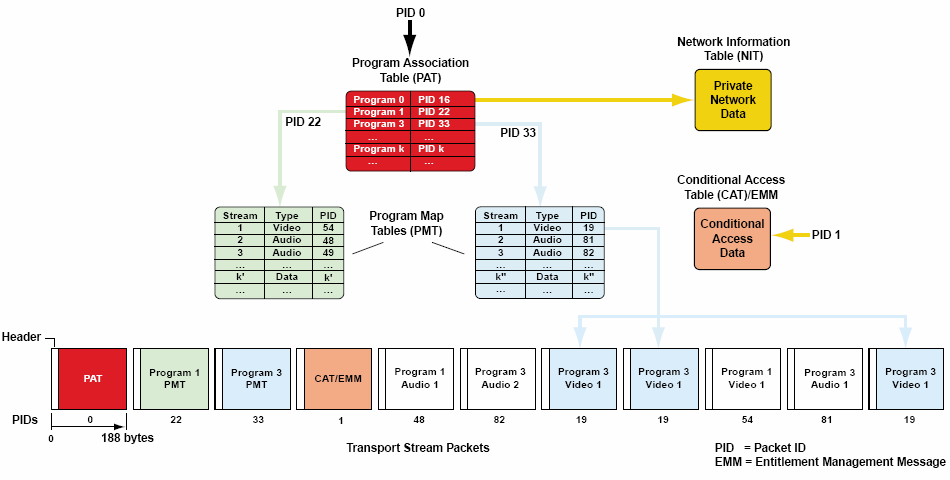 PID 0
Program Association
Table (PAT)
Program 0 PID 16
Program 1 PID 22
Program 3 PID 33
... ...
Program k PID k
... ...
PID 22
PID 33
Network Information
Table (NIT)
Private
Network
Data
Conditional Access
Table (CAT)/EMM
Conditional
Access
Data
PID 1
Stream Type PID
1 Video 54
2 Audio 48
3 Audio 49
... ... ...
k' Data k'
... ... ...
Program Map
Tables (PMT)
Stream Type PID
1 Video 19
2 Audio 81
3 Audio 82
... ... ...
k" Data k"
... ... ...
Header
PAT
Program 1
PMT
Program 3
PMT
CAT/EMM
Program 1
Audio 1
Program 3
Audio 2
Program 3
Video 1
Program 3
Video 1
Program 1
Video 1
Program 3
Audio 1
Program 3
Video 1
PIDs 0 22 33 1 48 82 19 19 54 81 19
0 188 bytes
Transport Stream Packets
PID = Packet ID
EMM = Entitlement Management Message